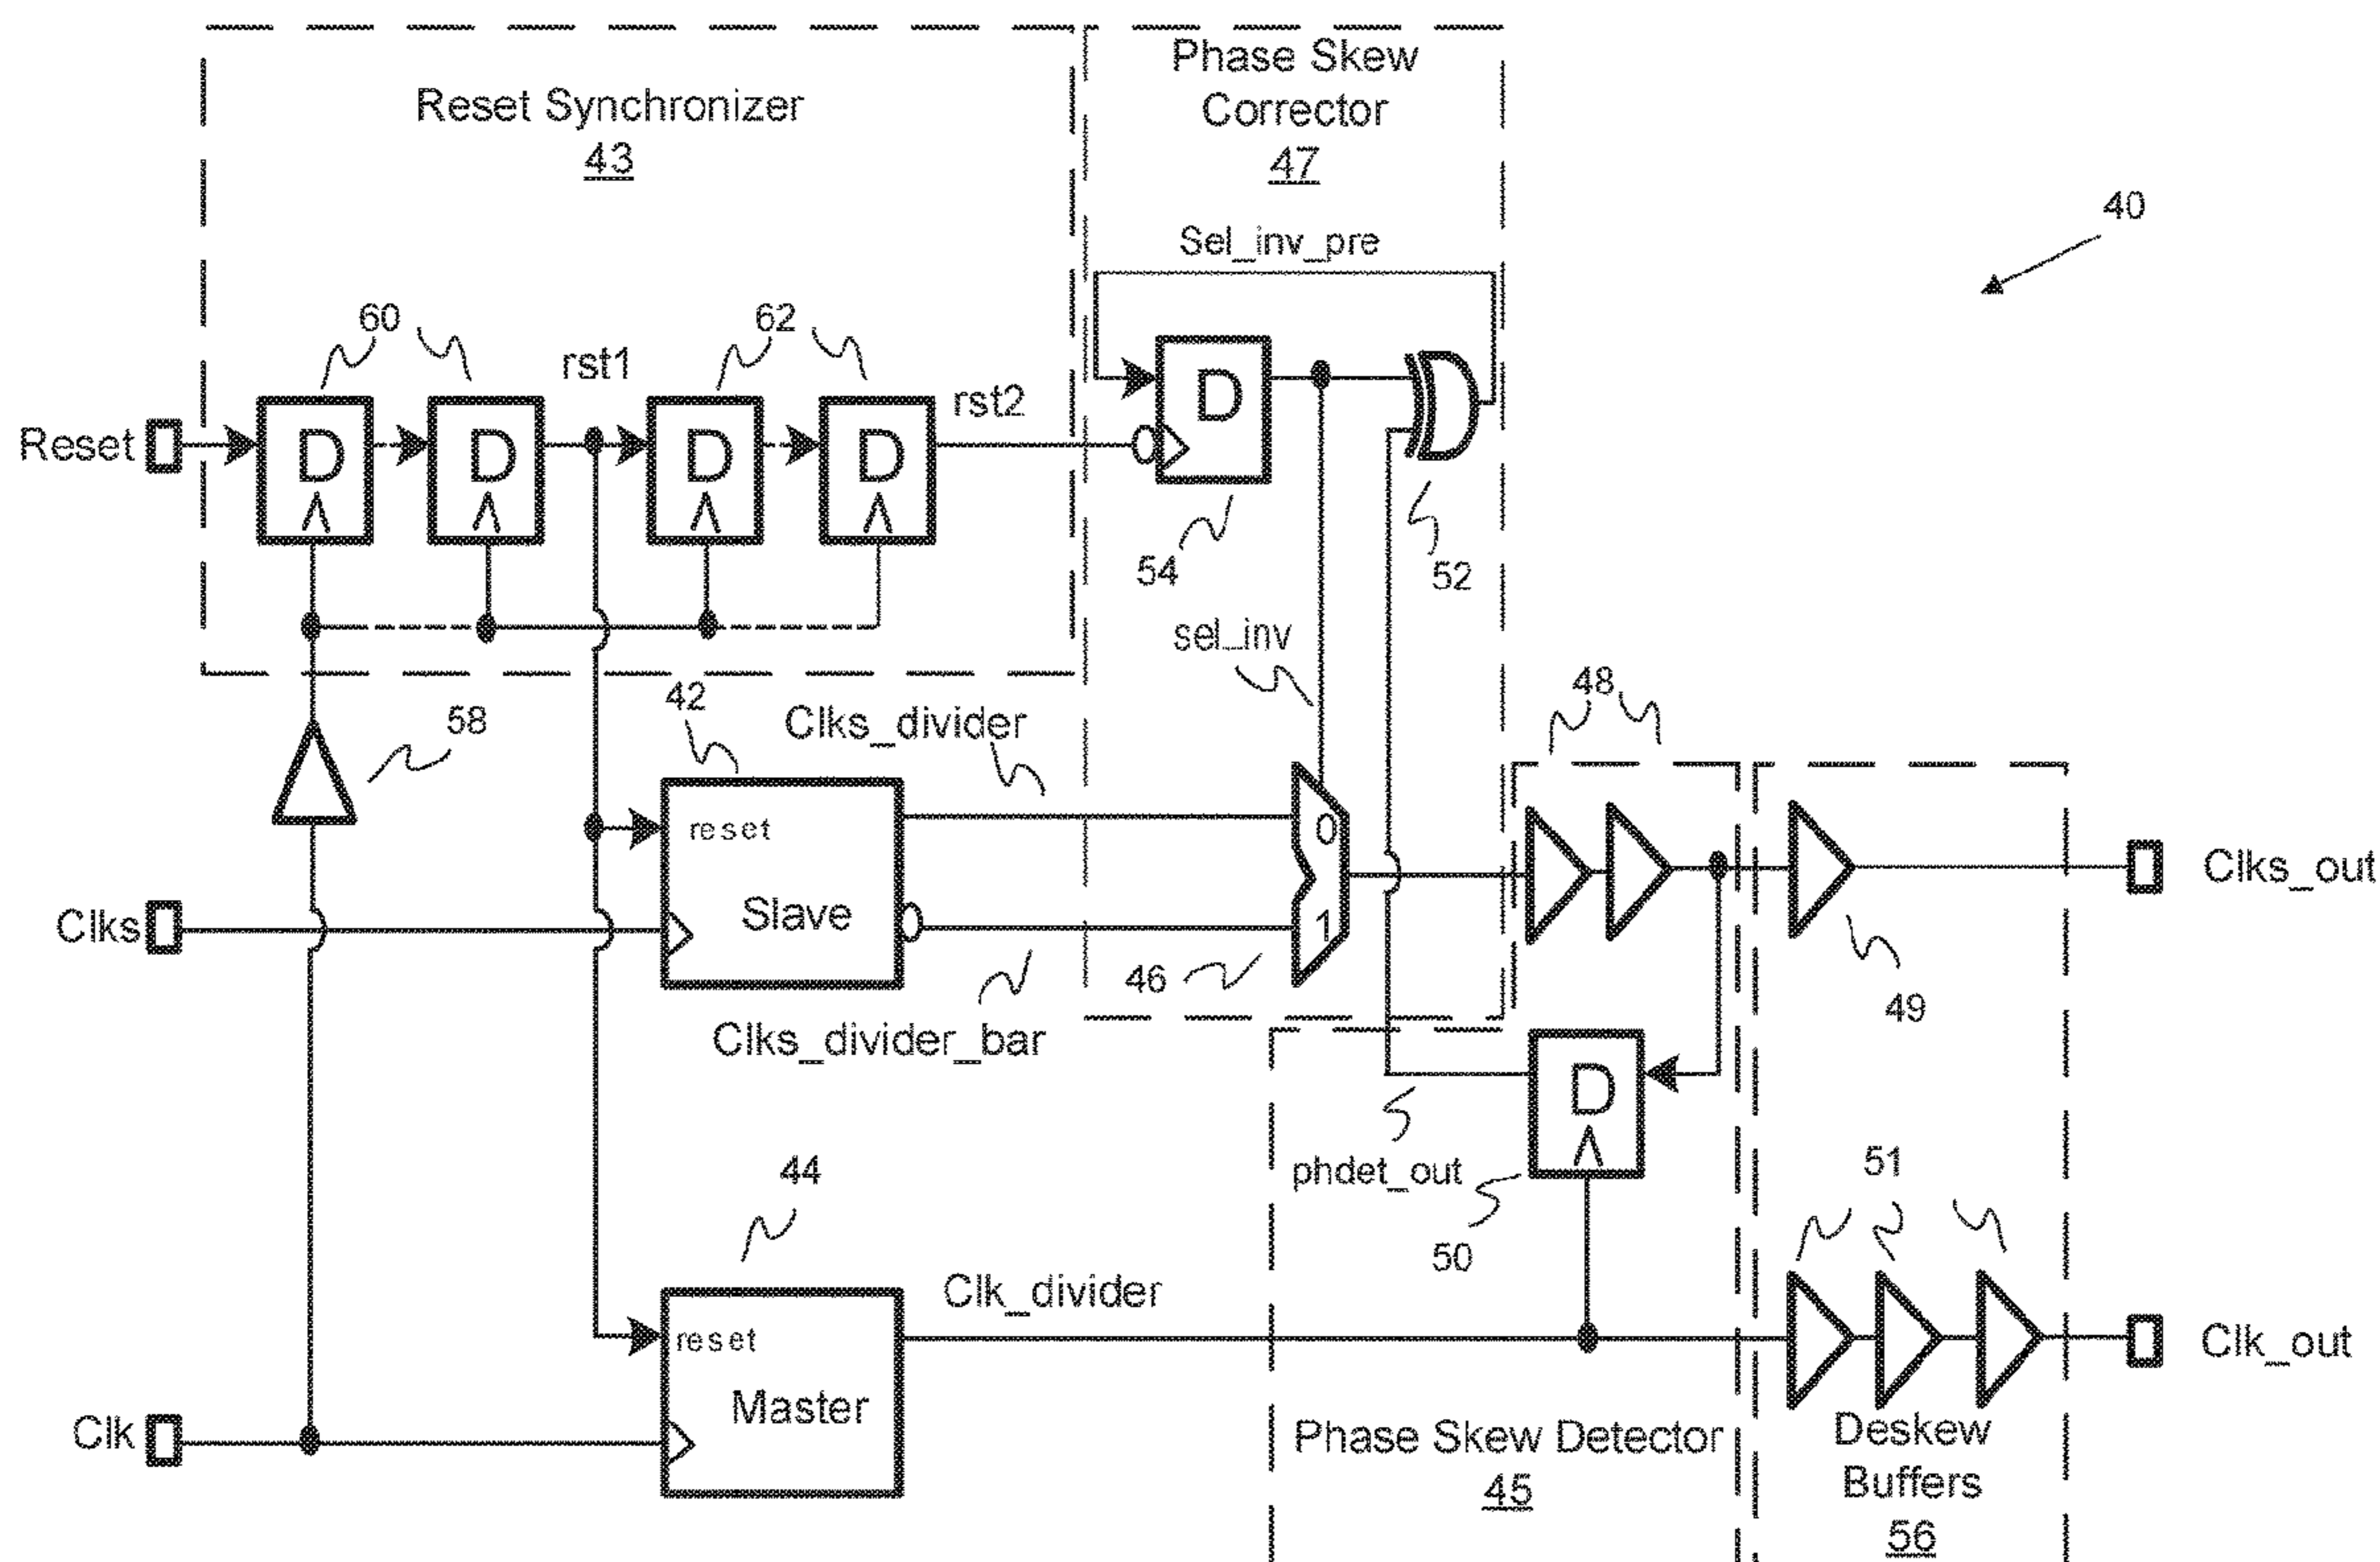 Reset Synchronizer
43
Phase Skew
Corrector
47
40
Sel_inv_pre
60
rst1
62
rst2
Reset
D
D
D
D
D
54
52
sel_inv
58
42
Clks_divider
48
reset
0
Clks_out
Clks
Slave
1
46
49
Clks_divider_bar
D
44
phdet_out
51
50
Clk_divider
reset
Clk_out
Master
Clk
Phase Skew Detector
45
Deskew
Buffers
56